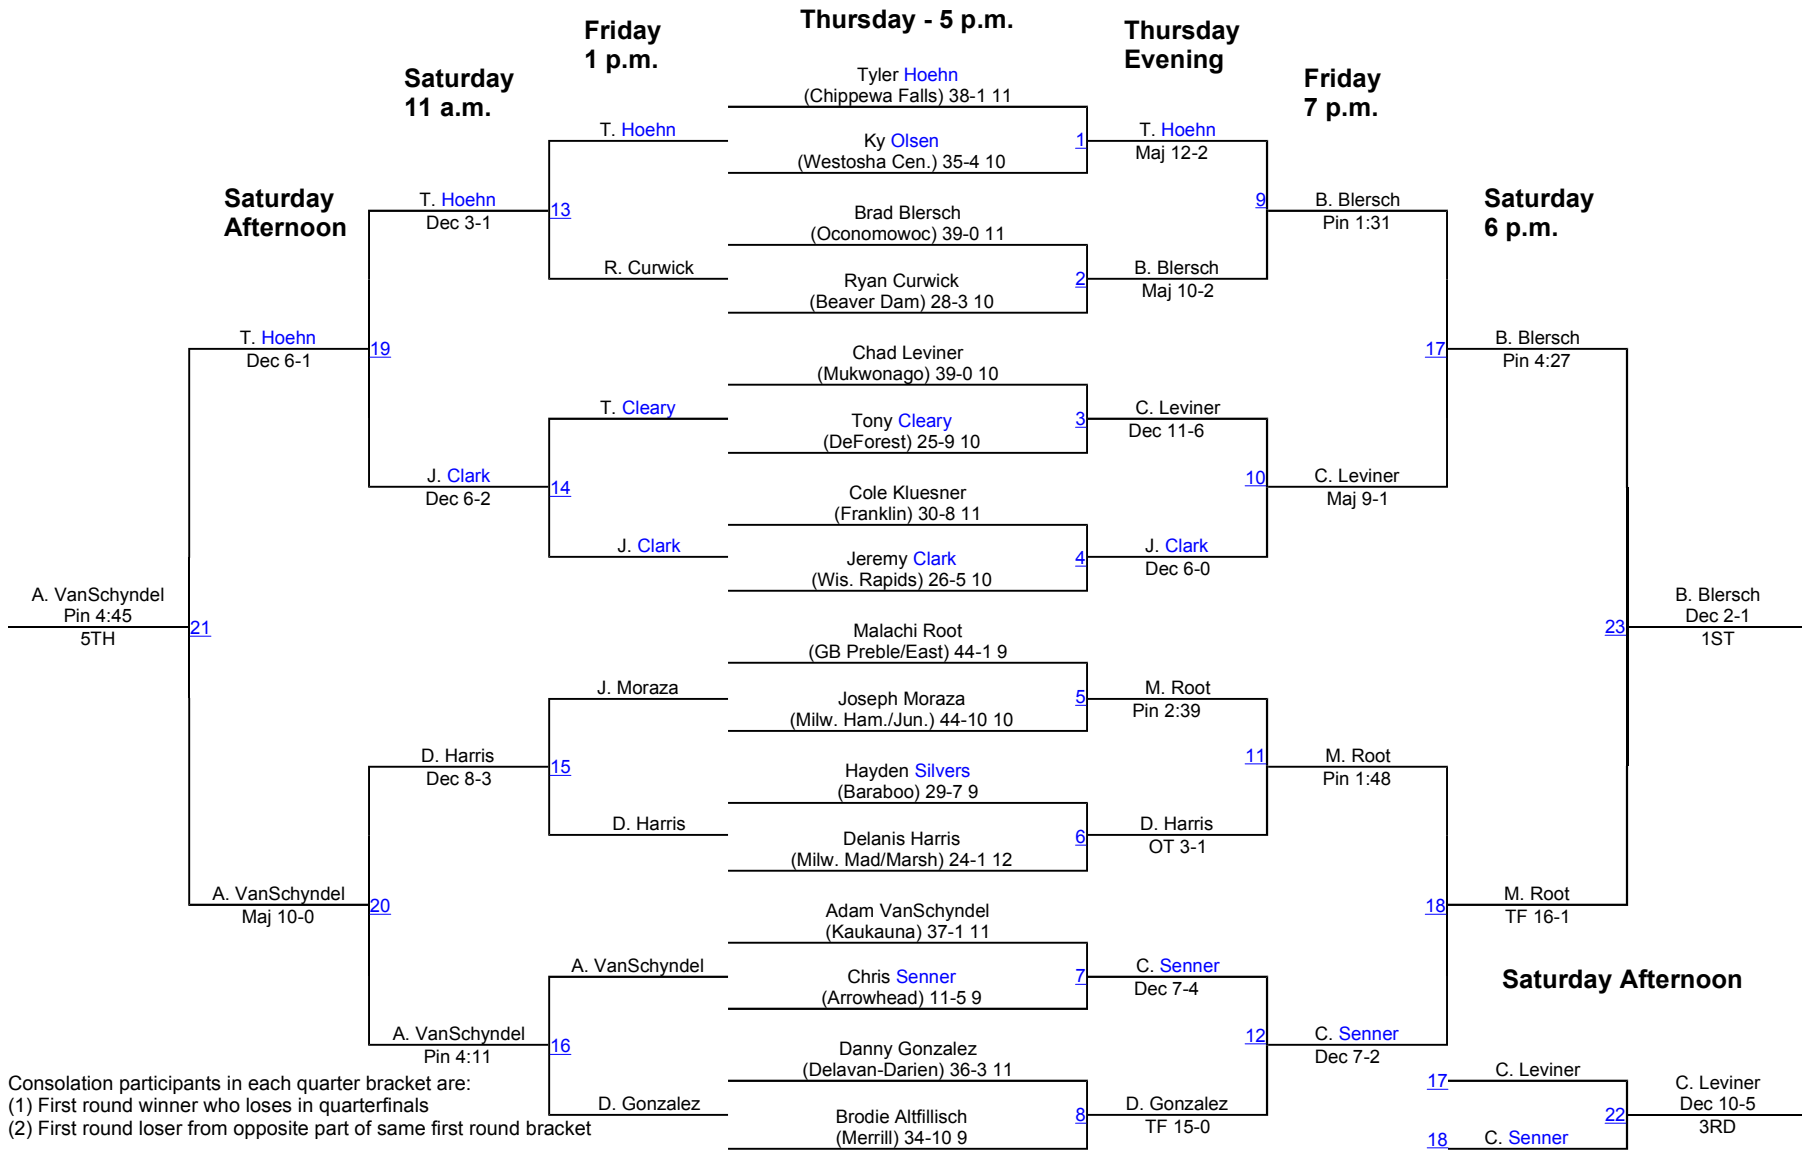 Thursday - 5 p.m.
Friday
1 p.m.
Thursday
Evening
Saturday
11 a.m.
Friday
7 p.m.
Saturday
Afternoon
Saturday
6 p.m.
Tyler Hoehn
(Chippewa Falls) 38-1 11
Ky Olsen
(Westosha Cen.) 35-4 10
1
Brad Blersch
(Oconomowoc) 39-0 11
Ryan Curwick
(Beaver Dam) 28-3 10
2
Chad Leviner
(Mukwonago) 39-0 10
Tony Cleary
(DeForest) 25-9 10
3
Cole Kluesner
(Franklin) 30-8 11
Jeremy Clark
(Wis. Rapids) 26-5 10
4
Malachi Root
(GB Preble/East) 44-1 9
Joseph Moraza
(Milw. Ham./Jun.) 44-10 10
5
Hayden Silvers
(Baraboo) 29-7 9
Delanis Harris
(Milw. Mad/Marsh) 24-1 12
6
Adam VanSchyndel
(Kaukauna) 37-1 11
Chris Senner
(Arrowhead) 11-5 9
7
Danny Gonzalez
(Delavan-Darien) 36-3 11
Brodie Altfillisch
(Merrill) 34-10 9
8
T. Hoehn
Maj 12-2
9
B. Blersch
Maj 10-2
C. Leviner
Dec 11-6
10
J. Clark
Dec 6-0
M. Root
Pin 2:39
11
D. Harris
OT 3-1
C. Senner
Dec 7-4
12
D. Gonzalez
TF 15-0
B. Blersch
Pin 1:31
17
C. Leviner
Maj 9-1
M. Root
Pin 1:48
18
C. Senner
Dec 7-2
B. Blersch
Pin 4:27
23
M. Root
TF 16-1
B. Blersch
Dec 2-1
1ST
Saturday Afternoon
17
C. Leviner
22
18
C. Senner
C. Leviner
Dec 10-5
3RD
T. Hoehn
13
R. Curwick
T. Cleary
14
J. Clark
J. Moraza
15
D. Harris
A. VanSchyndel
16
D. Gonzalez
T. Hoehn
Dec 3-1
19
J. Clark
Dec 6-2
D. Harris
Dec 8-3
20
A. VanSchyndel
Pin 4:11
T. Hoehn
Dec 6-1
21
A. VanSchyndel
Maj 10-0
A. VanSchyndel
Pin 4:45
5TH
Consolation participants in each quarter bracket are:
(1) First round winner who loses in quarterfinals
(2) First round loser from opposite part of same first round bracket